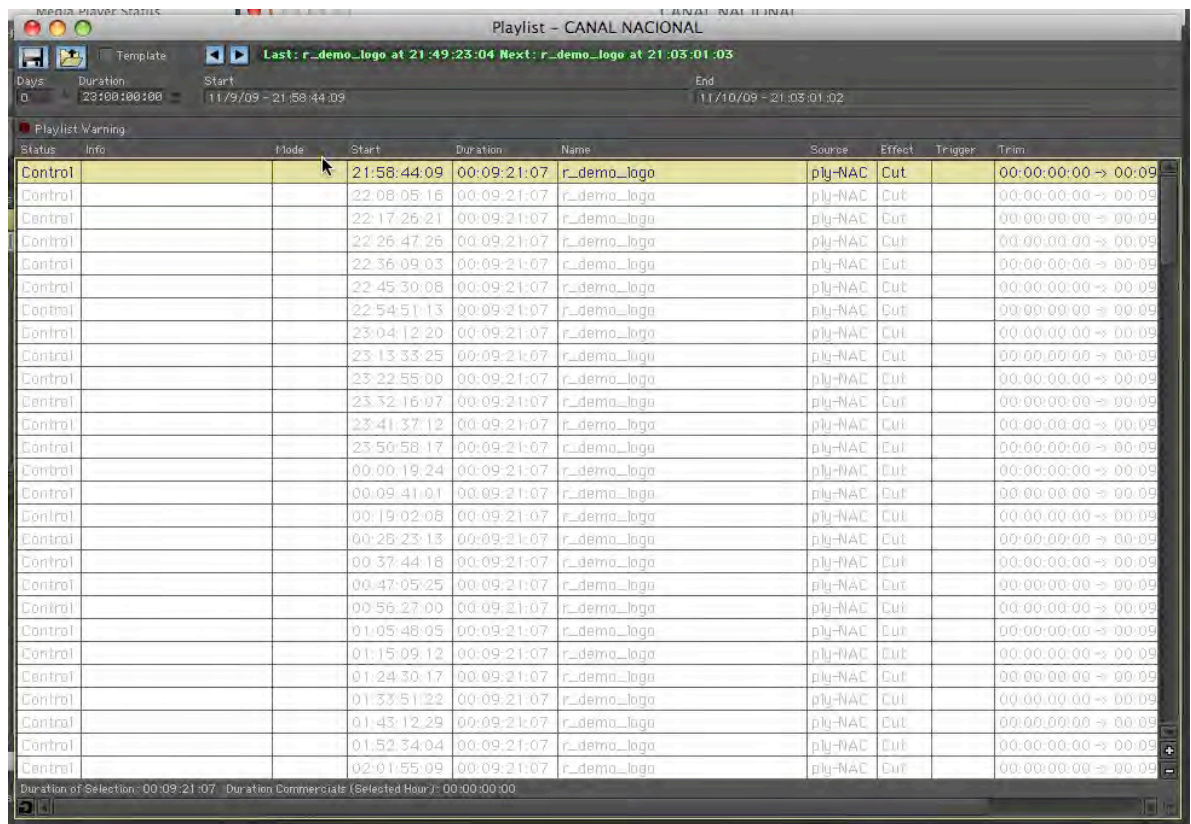 Media Player Status CANAL NACIONAL
Playlist - CANAL NACIONAL
Template Last: r_demo_logo at 21:49:23:04 Next: r_demo_logo at 21:03:01:03
Days Duration Start End
0 23:00:00:00 11/9/09 - 21:58:44:09 11/10/09 - 21:03:01:02
Playlist Warning
Status Info Mode Start Duration Name Source Effect Trigger Trim
Control 21:58:44:09 00:09:21:07 r_demo_logo ply-NAC Cut 00:00:00:00 -> 00:09
Control 22:08:05:16 00:09:21:07 r_demo_logo ply-NAC Cut 00:00:00:00 -> 00:09
Control 22:17:26:21 00:09:21:07 r_demo_logo ply-NAC Cut 00:00:00:00 -> 00:09
Control 22:26:47:26 00:09:21:07 r_demo_logo ply-NAC Cut 00:00:00:00 -> 00:09
Control 22:36:09:03 00:09:21:07 r_demo_logo ply-NAC Cut 00:00:00:00 -> 00:09
Control 22:45:30:08 00:09:21:07 r_demo_logo ply-NAC Cut 00:00:00:00 -> 00:09
Control 22:54:51:13 00:09:21:07 r_demo_logo ply-NAC Cut 00:00:00:00 -> 00:09
Control 23:04:12:20 00:09:21:07 r_demo_logo ply-NAC Cut 00:00:00:00 -> 00:09
Control 23:13:33:25 00:09:21:07 r_demo_logo ply-NAC Cut 00:00:00:00 -> 00:09
Control 23:22:55:00 00:09:21:07 r_demo_logo ply-NAC Cut 00:00:00:00 -> 00:09
Control 23:32:16:07 00:09:21:07 r_demo_logo ply-NAC Cut 00:00:00:00 -> 00:09
Control 23:41:37:12 00:09:21:07 r_demo_logo ply-NAC Cut 00:00:00:00 -> 00:09
Control 23:50:58:17 00:09:21:07 r_demo_logo ply-NAC Cut 00:00:00:00 -> 00:09
Control 00:00:19:24 00:09:21:07 r_demo_logo ply-NAC Cut 00:00:00:00 -> 00:09
Control 00:09:41:01 00:09:21:07 r_demo_logo ply-NAC Cut 00:00:00:00 -> 00:09
Control 00:19:02:08 00:09:21:07 r_demo_logo ply-NAC Cut 00:00:00:00 -> 00:09
Control 00:28:23:13 00:09:21:07 r_demo_logo ply-NAC Cut 00:00:00:00 -> 00:09
Control 00:37:44:18 00:09:21:07 r_demo_logo ply-NAC Cut 00:00:00:00 -> 00:09
Control 00:47:05:25 00:09:21:07 r_demo_logo ply-NAC Cut 00:00:00:00 -> 00:09
Control 00:56:27:00 00:09:21:07 r_demo_logo ply-NAC Cut 00:00:00:00 -> 00:09
Control 01:05:48:05 00:09:21:07 r_demo_logo ply-NAC Cut 00:00:00:00 -> 00:09
Control 01:15:09:12 00:09:21:07 r_demo_logo ply-NAC Cut 00:00:00:00 -> 00:09
Control 01:24:30:17 00:09:21:07 r_demo_logo ply-NAC Cut 00:00:00:00 -> 00:09
Control 01:33:51:22 00:09:21:07 r_demo_logo ply-NAC Cut 00:00:00:00 -> 00:09
Control 01:43:12:29 00:09:21:07 r_demo_logo ply-NAC Cut 00:00:00:00 -> 00:09
Control 01:52:34:04 00:09:21:07 r_demo_logo ply-NAC Cut 00:00:00:00 -> 00:09
Control 02:01:55:09 00:09:21:07 r_demo_logo ply-NAC Cut 00:00:00:00 -> 00:09
Duration of Selection: 00:09:21:07 Duration Commercials (Selected Hour): 00:00:00:00